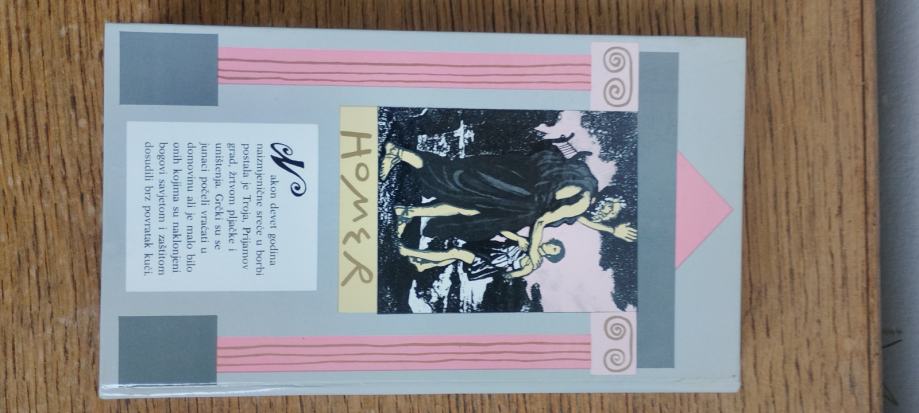 HOMER
Nakon devet godina
naizmjenične sreće u borbi
postala je Troja, Prijamov
grad, žrtvom pljačke i
uništenja. Grčki su se
junaci počeli vraćati u
domovinu ali je malo bilo
onih kojima su naklonjeni
bogovi savjetom i zaštitom
dosudili brz povratak kući.